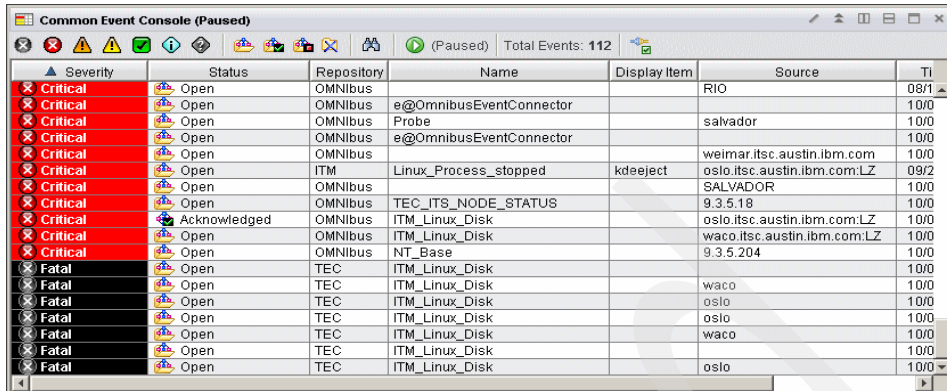 Common Event Console (Paused)
(Paused) Total Events: 112
Severity Status Repository Name Display Item Source Ti
Critical Open OMNIbus RIO 08/1
Critical Open OMNIbus e@OmnibusEventConnector 10/0
Critical Open OMNIbus Probe salvador 10/0
Critical Open OMNIbus e@OmnibusEventConnector 10/0
Critical Open OMNIbus weimar.itsc.austin.ibm.com 10/0
Critical Open ITM Linux_Process_stopped kdeeject oslo.itsc.austin.ibm.com:LZ 09/2
Critical Open OMNIbus SALVADOR 10/0
Critical Open OMNIbus TEC_ITS_NODE_STATUS 9.3.5.18 10/0
Critical Acknowledged OMNIbus ITM_Linux_Disk oslo.itsc.austin.ibm.com:LZ 10/0
Critical Open OMNIbus ITM_Linux_Disk waco.itsc.austin.ibm.com:LZ 10/0
Critical Open OMNIbus NT_Base 9.3.5.204 10/0
Fatal Open TEC ITM_Linux_Disk 10/0
Fatal Open TEC ITM_Linux_Disk waco 10/0
Fatal Open TEC ITM_Linux_Disk oslo 10/0
Fatal Open TEC ITM_Linux_Disk oslo 10/0
Fatal Open TEC ITM_Linux_Disk waco 10/0
Fatal Open TEC ITM_Linux_Disk 10/0
Fatal Open TEC ITM_Linux_Disk oslo 10/0